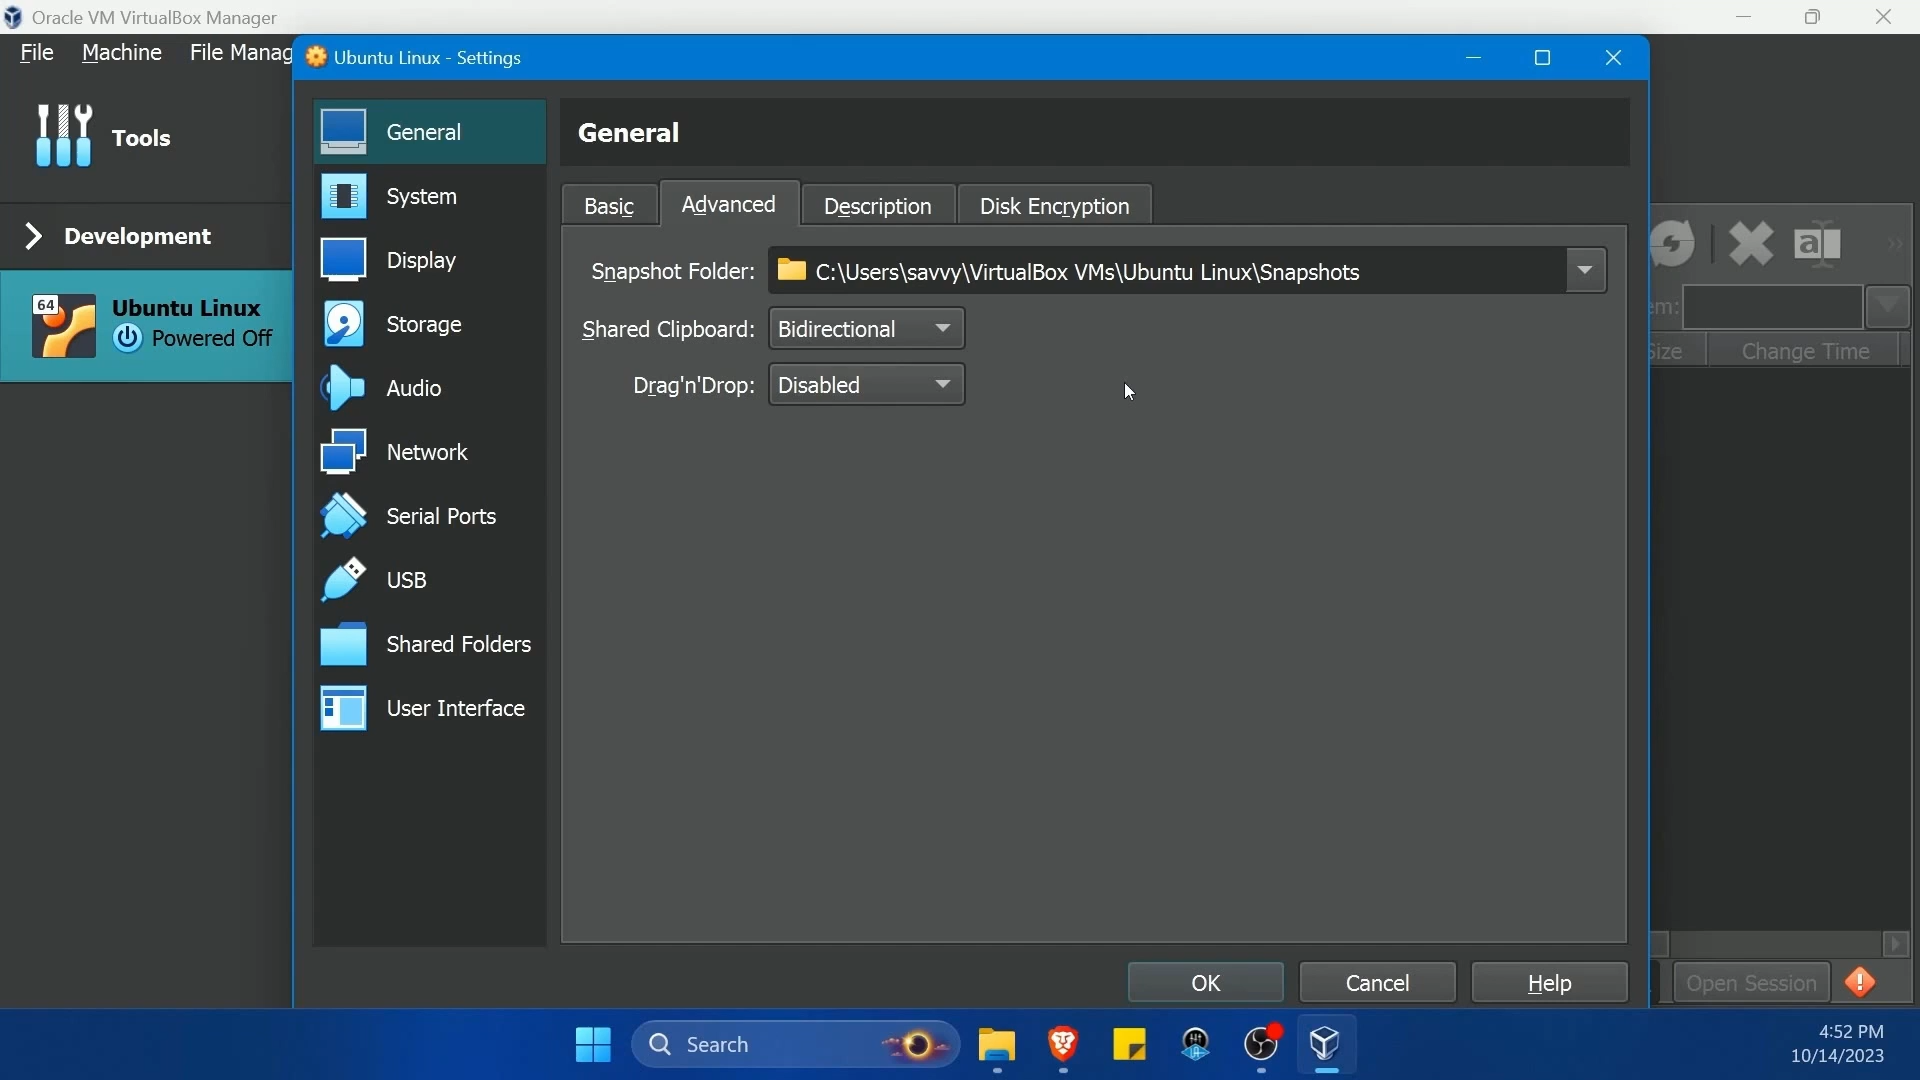 Oracle VM VirtualBox Manager
File Machine File Manag
Ubuntu Linux - Settings
Tools
Development
64
Ubuntu Linux
Powered Off
General
System
Display
Storage
Audio
Network
Serial Ports
USB
Shared Folders
User Interface
General
Basic Advanced Description Disk Encryption
Snapshot Folder: C:\Users\savvy\VirtualBox VMs\Ubuntu Linux\Snapshots
Shared Clipboard: Bidirectional
Drag'n'Drop: Disabled
OK Cancel Help
a
em:
Size Change Time
Open Session
Search
4:52 PM
10/14/2023